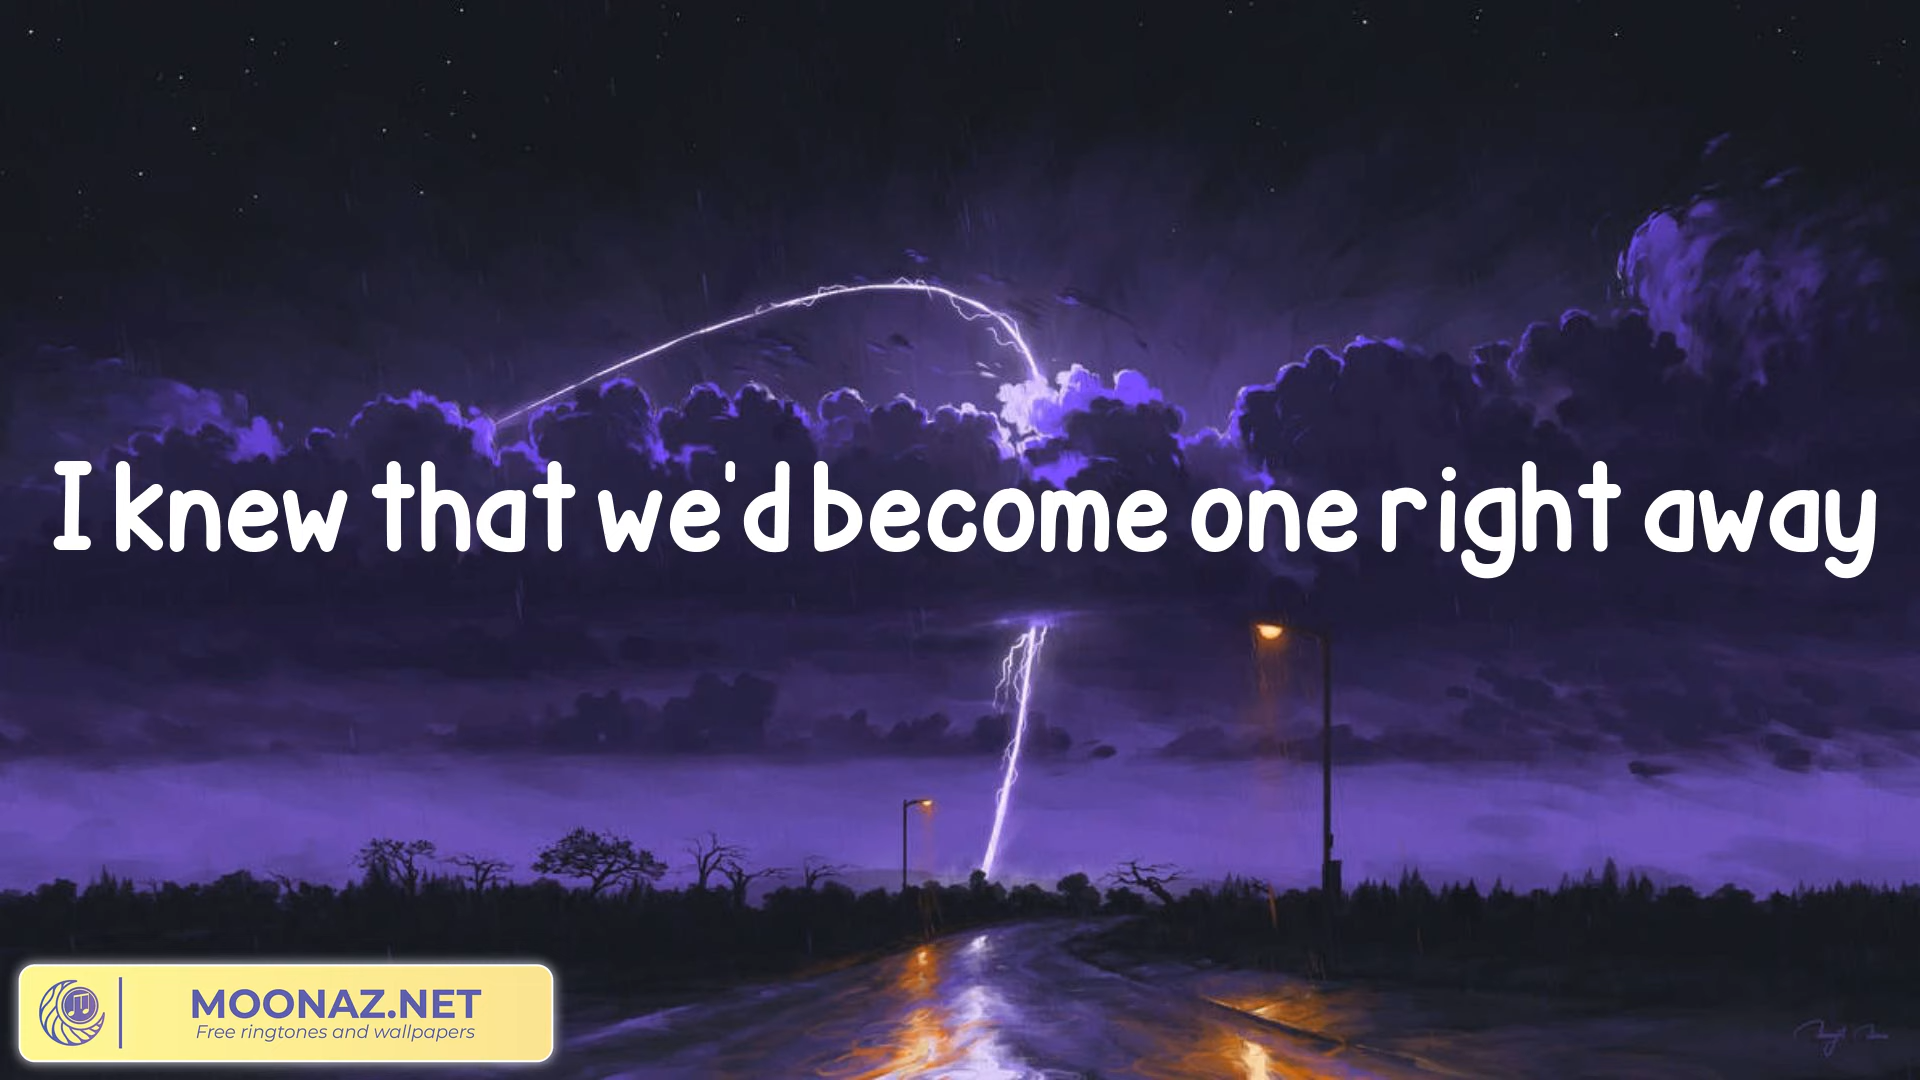 I knew that we'd become one right away
MOONAZ.NET
Free ringtones and wallpapers